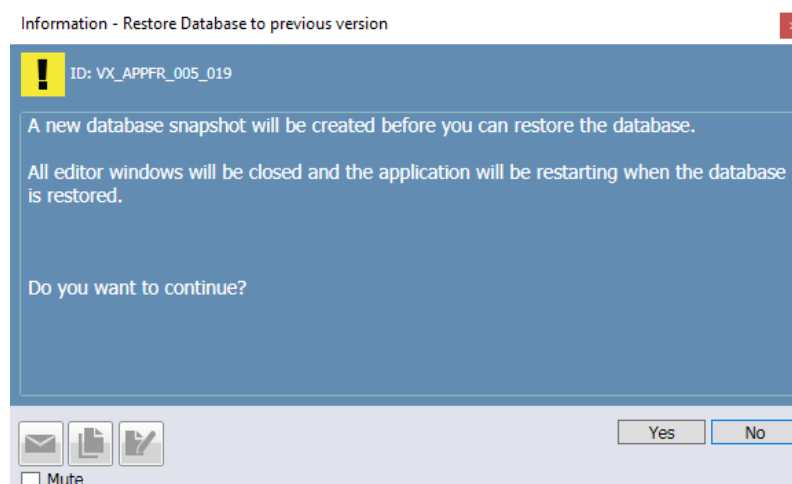 Information - Restore Database to previous version
ID: VX_APPFR_005_019
A new database snapshot will be created before you can restore the database.
All editor windows will be closed and the application will be restarting when the database
is restored.
Do you want to continue?
Yes
No
Mute